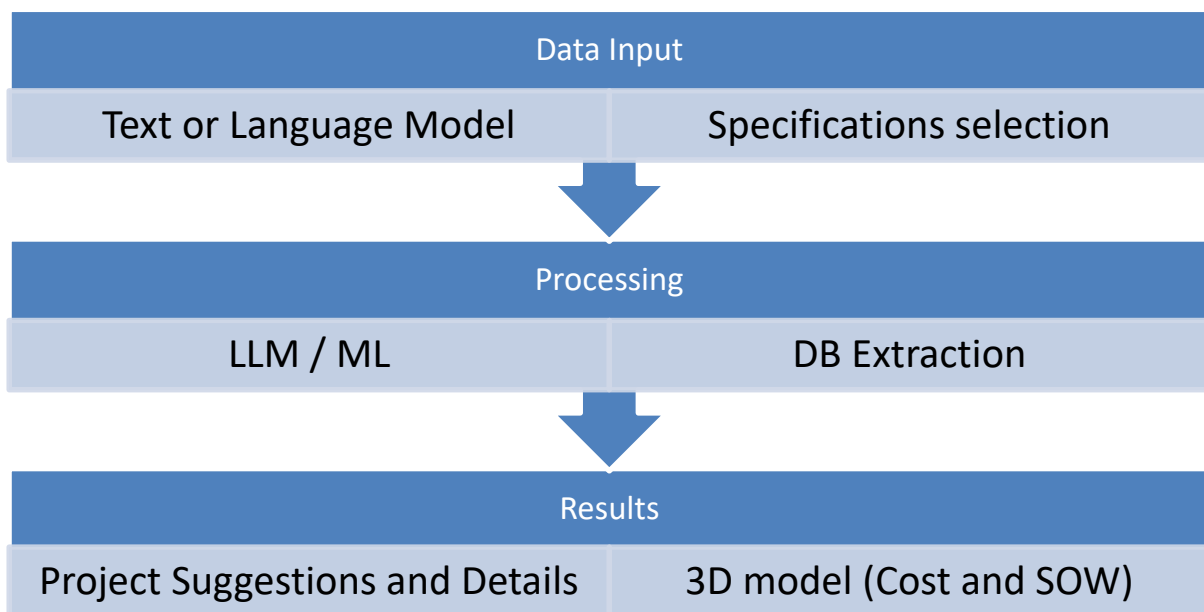 Data Input
Text or Language Model
Specifications selection
Processing
LLM / ML
DB Extraction
Results
Project Suggestions and Details
3D model (Cost and SOW)